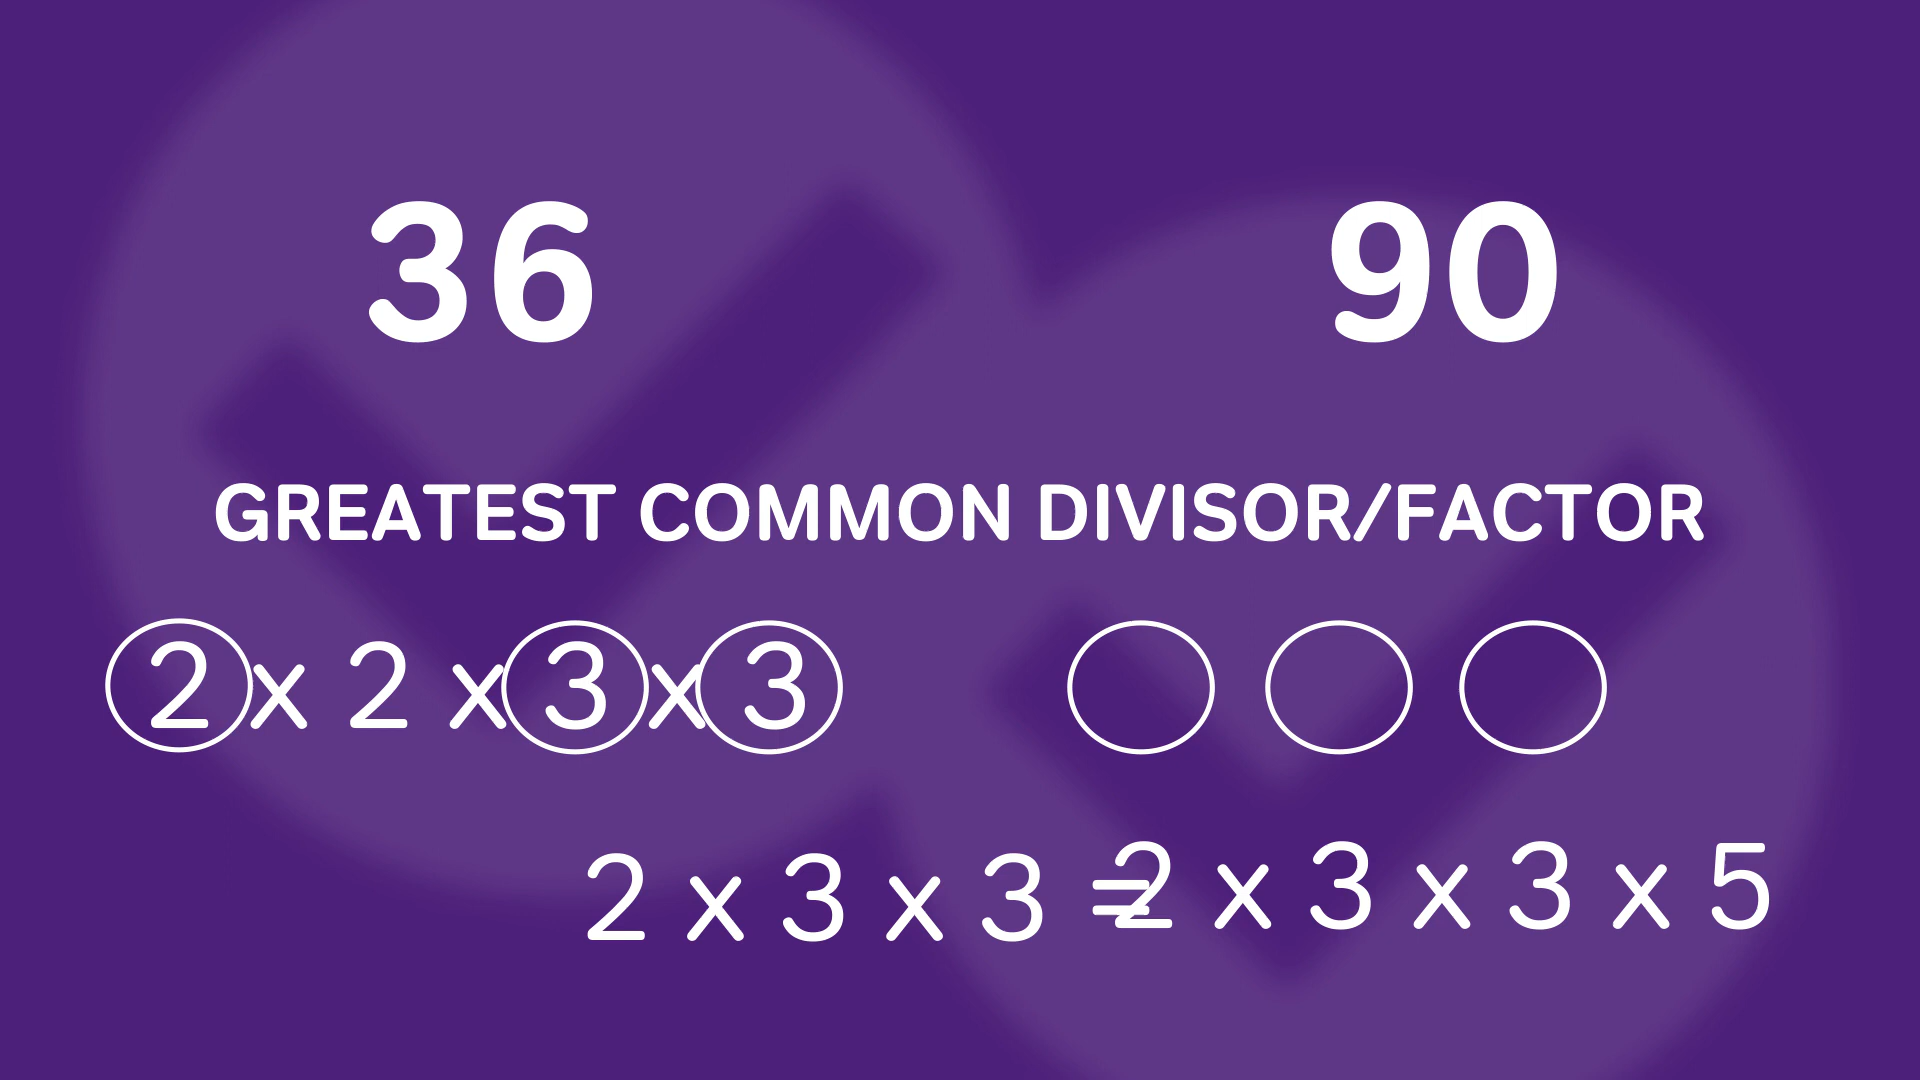 36 90
GREATEST COMMON DIVISOR/FACTOR
2 x 2 x 3 x 3
2 x 3 x 3 =
2 x 3 x 3 x 5